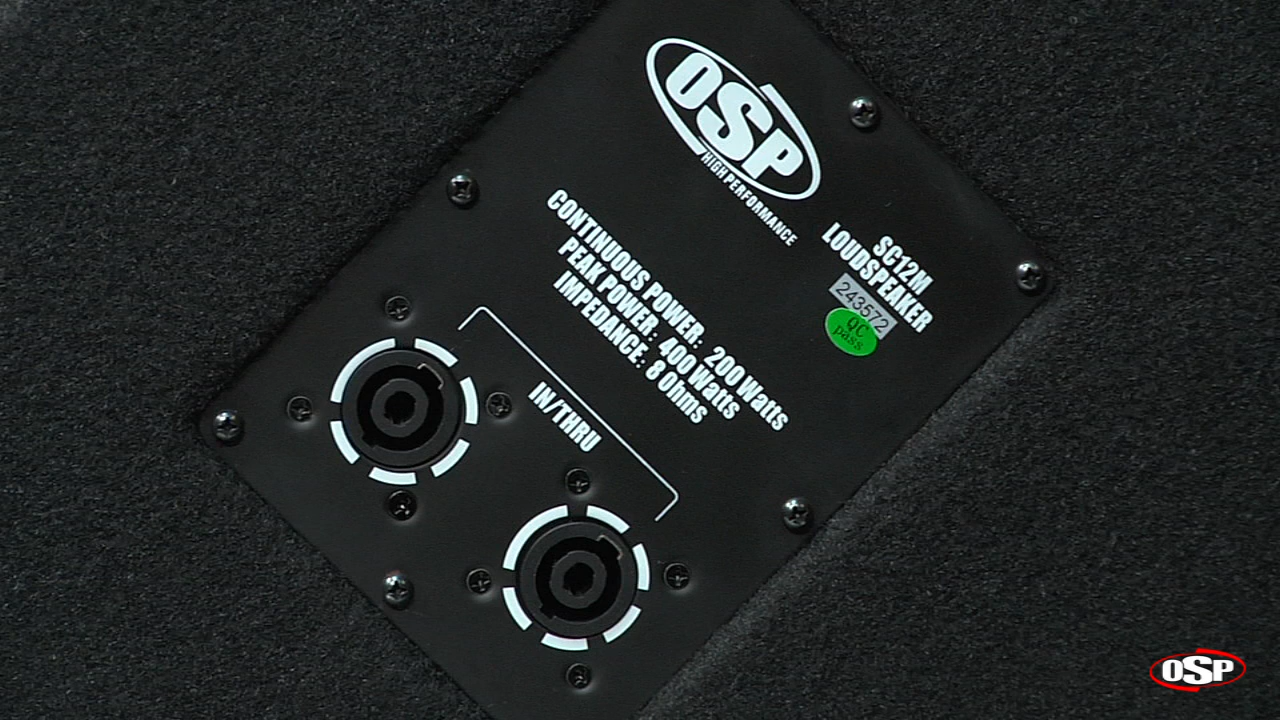 OSP
HIGH PERFORMANCE
SC12M
LOUDSPEAKER
243572
QC
pass
CONTINUOUS POWER: 200 Watts
PEAK POWER: 400 Watts
IMPEDANCE: 8 Ohms
IN/THRU
OSP